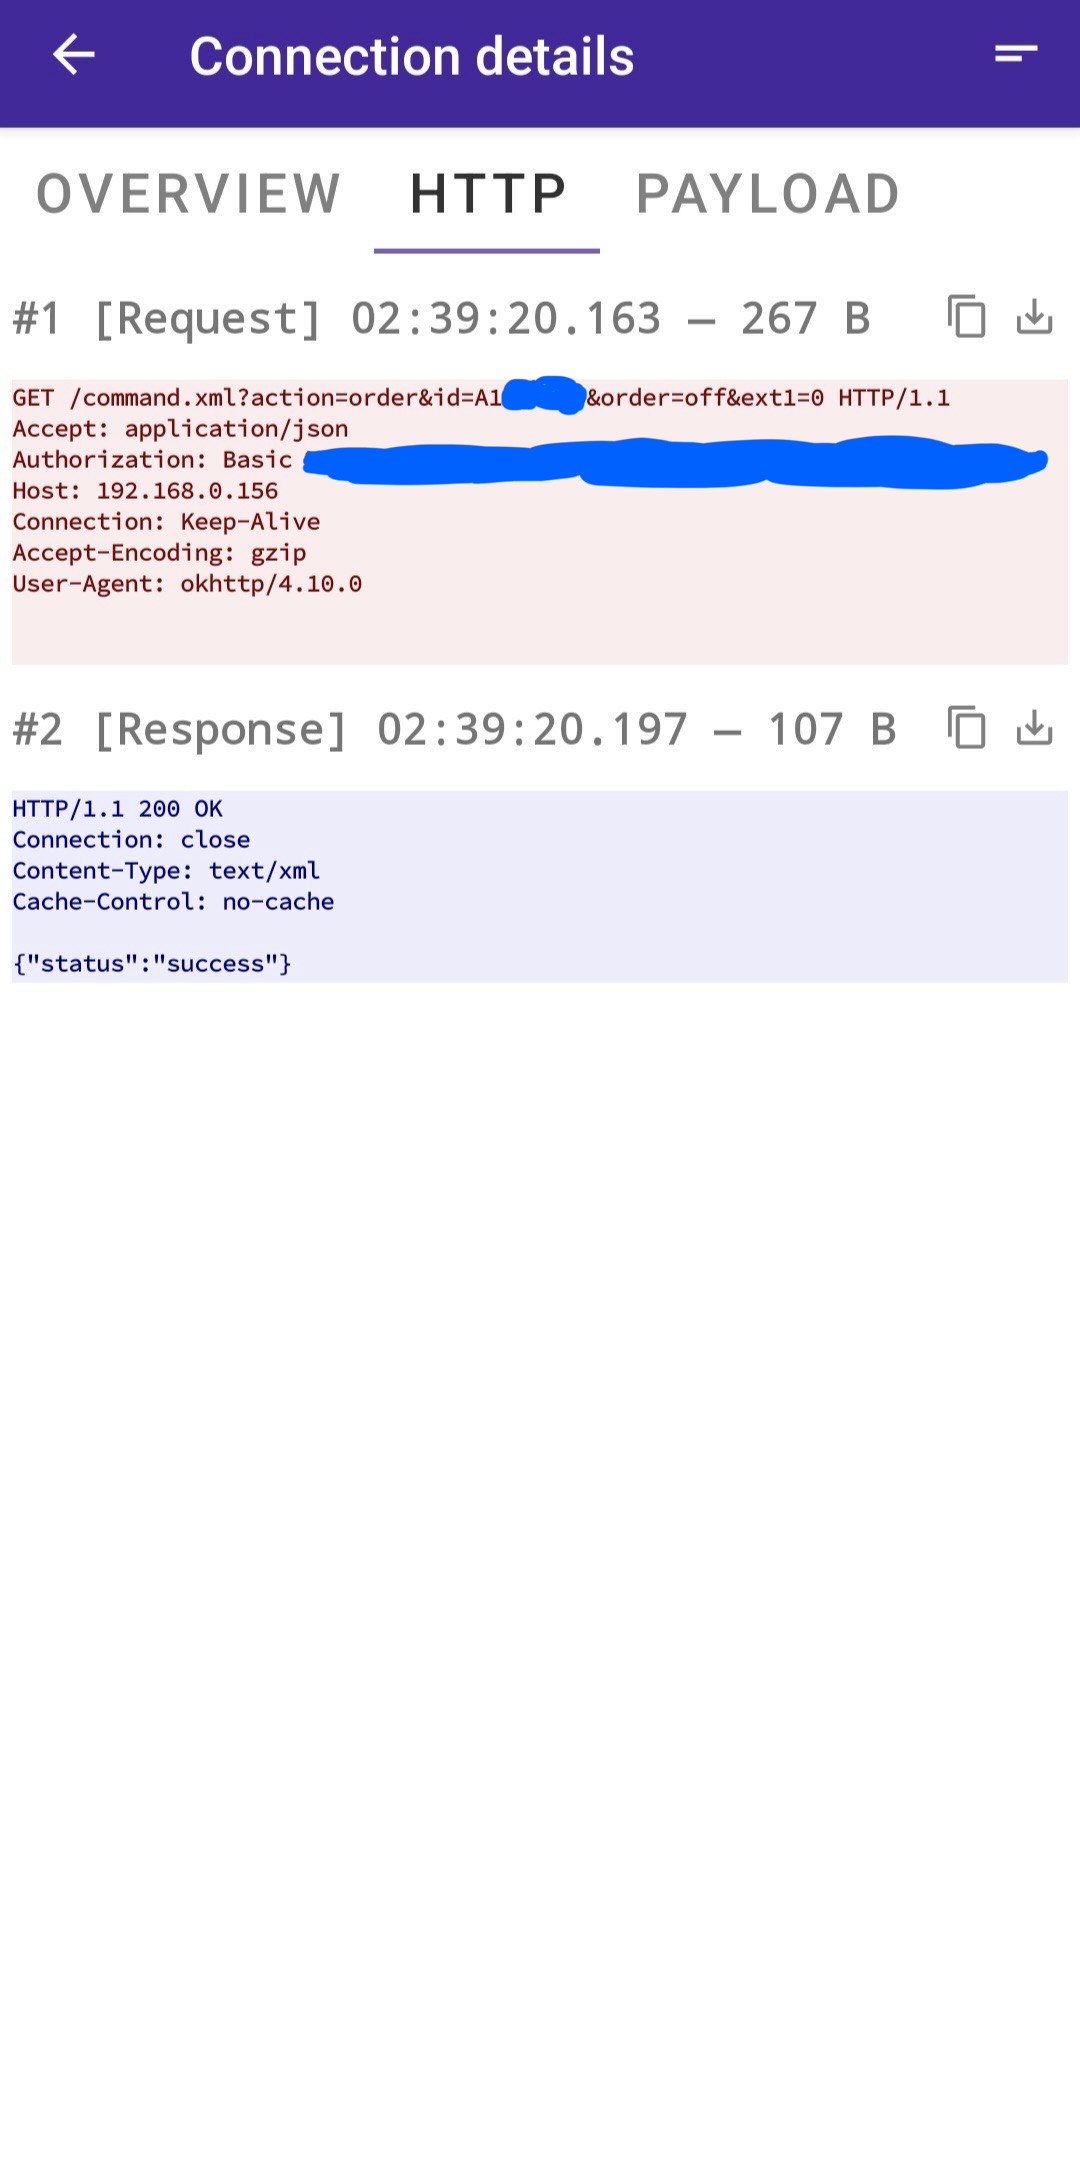 Connection details
OVERVIEW HTTP PAYLOAD
#1 [Request] 02:39:20.163 — 267 B
GET /command.xml?action=order&id=A1 &order=off&ext1=0 HTTP/1.1
Accept: application/json
Authorization: Basic
Host: 192.168.0.156
Connection: Keep-Alive
Accept-Encoding: gzip
User-Agent: okhttp/4.10.0
#2 [Response] 02:39:20.197 — 107 B
HTTP/1.1 200 OK
Connection: close
Content-Type: text/xml
Cache-Control: no-cache
{"status":"success"}